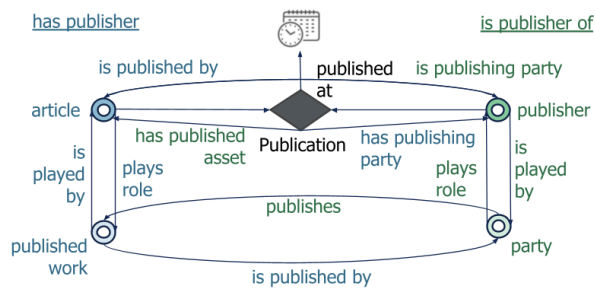 has publisher
is publisher of
is published by
published
at
is publishing party
article
publisher
has published
asset
Publication
has publishing
party
is
played
by
plays
role
plays
role
is
played
by
publishes
published
work
party
is published by